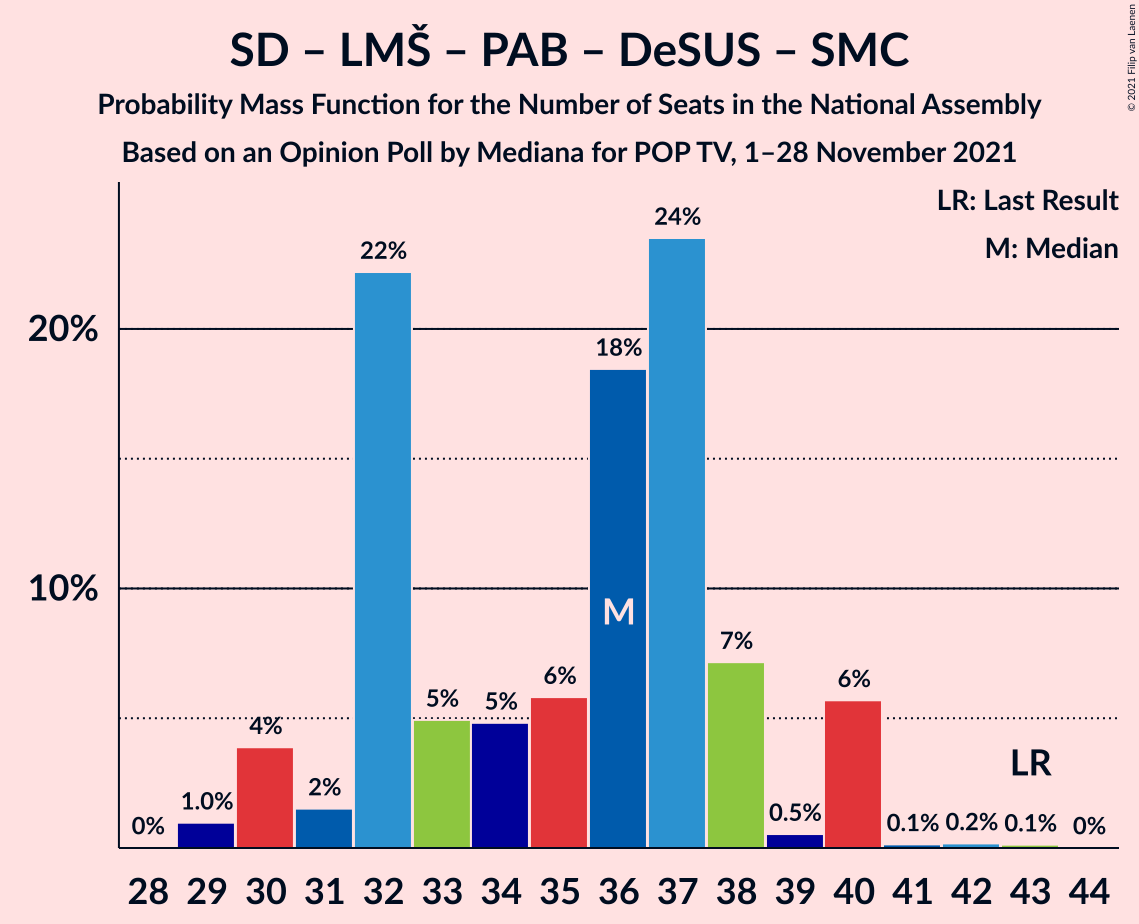 SD – LMŠ – PAB – DeSUS – SMC
Probability Mass Function for the Number of Seats in the National Assembly
Based on an Opinion Poll by Mediana for POP TV, 1–28 November 2021
© 2021 Filip van Laenen
LR: Last Result
M: Median
20%
10%
0%
1.0%
4%
2%
22%
5%
5%
6%
18%
24%
7%
0.5%
6%
0.1%
0.2%
0.1%
0%
M
LR
28 29 30 31 32 33 34 35 36 37 38 39 40 41 42 43 44